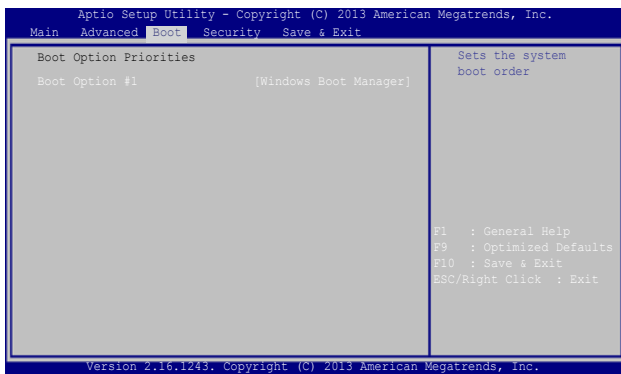 Aptio Setup Utility - Copyright (C) 2013 American Megatrends, Inc.
Main Advanced Boot Security Save & Exit
Boot Option Priorities
Boot Option #1 [Windows Boot Manager]
Sets the system
boot order
F1 : General Help
F9 : Optimized Defaults
F10 : Save & Exit
ESC/Right Click : Exit
Version 2.16.1243. Copyright (C) 2013 American Megatrends, Inc.